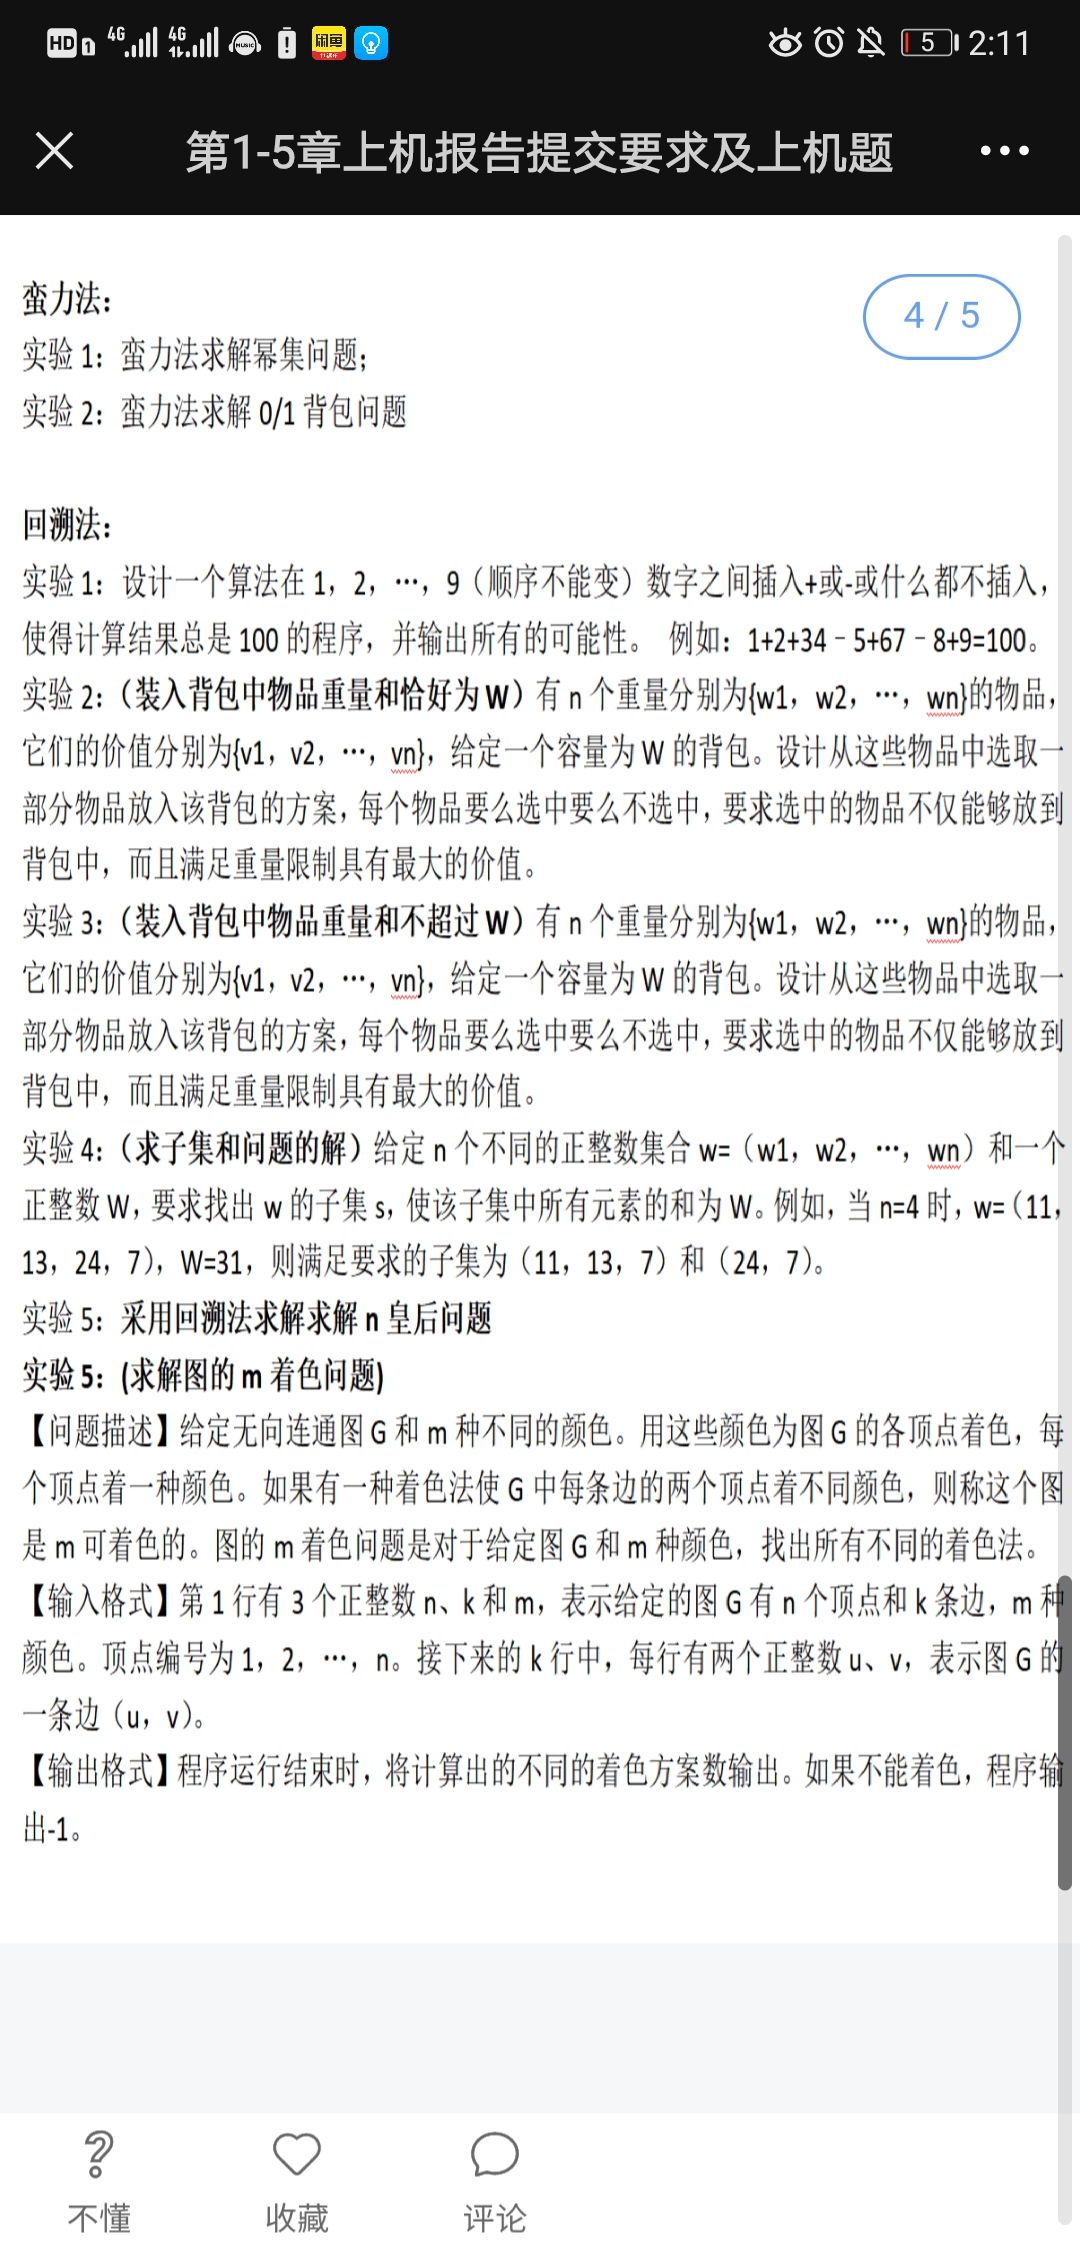 HD 1 4G 4G MUSIC 闲鱼 5 2:11
第1-5章上机报告提交要求及上机题
4 / 5
蛮力法：
实验 1：蛮力法求解幂集问题；
实验 2：蛮力法求解 0/1 背包问题
回溯法：
实验 1：设计一个算法在 1，2，…，9（顺序不能变）数字之间插入+或-或什么都不插入，
使得计算结果总是 100 的程序，并输出所有的可能性。 例如：1+2+34﹣5+67﹣8+9=100。
实验 2：（装入背包中物品重量和恰好为 W）有 n 个重量分别为{w1，w2，…，wn}的物品，
它们的价值分别为{v1，v2，…，vn}，给定一个容量为 W 的背包。设计从这些物品中选取一
部分物品放入该背包的方案，每个物品要么选中要么不选中，要求选中的物品不仅能够放到
背包中，而且满足重量限制具有最大的价值。
实验 3：（装入背包中物品重量和不超过 W）有 n 个重量分别为{w1，w2，…，wn}的物品，
它们的价值分别为{v1，v2，…，vn}，给定一个容量为 W 的背包。设计从这些物品中选取一
部分物品放入该背包的方案，每个物品要么选中要么不选中，要求选中的物品不仅能够放到
背包中，而且满足重量限制具有最大的价值。
实验 4：（求子集和问题的解）给定 n 个不同的正整数集合 w=（w1，w2，…，wn）和一个
正整数 W，要求找出 w 的子集 s，使该子集中所有元素的和为 W。例如，当 n=4 时，w=（11，
13，24，7），W=31，则满足要求的子集为（11，13，7）和（24，7）。
实验 5：采用回溯法求解求解 n 皇后问题
实验 5：(求解图的 m 着色问题)
【问题描述】给定无向连通图 G 和 m 种不同的颜色。用这些颜色为图 G 的各顶点着色，每
个顶点着一种颜色。如果有一种着色法使 G 中每条边的两个顶点着不同颜色，则称这个图
是 m 可着色的。图的 m 着色问题是对于给定图 G 和 m 种颜色，找出所有不同的着色法。
【输入格式】第 1 行有 3 个正整数 n、k 和 m，表示给定的图 G 有 n 个顶点和 k 条边，m 种
颜色。顶点编号为 1，2，…，n。接下来的 k 行中，每行有两个正整数 u、v，表示图 G 的
一条边（u，v）。
【输出格式】程序运行结束时，将计算出的不同的着色方案数输出。如果不能着色，程序输
出-1。
不懂 收藏 评论